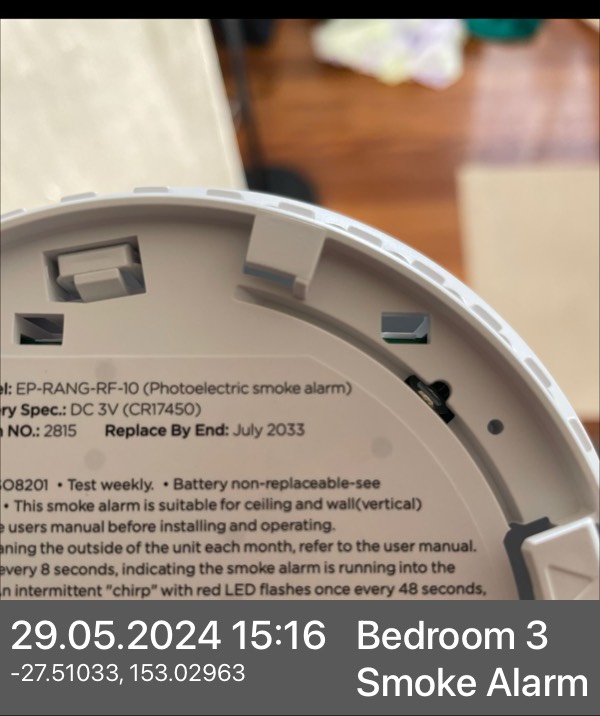 el: EP-RANG-RF-10 (Photoelectric smoke alarm)
ry Spec.: DC 3V (CR17450)
n NO.: 2815 Replace By End: July 2033
SO8201 • Test weekly. • Battery non-replaceable-see
• This smoke alarm is suitable for ceiling and wall(vertical)
e users manual before installing and operating.
aning the outside of the unit each month, refer to the user manual.
every 8 seconds, indicating the smoke alarm is running into the
n intermittent "chirp" with red LED flashes once every 48 seconds,
29.05.2024 15:16
-27.51033, 153.02963
Bedroom 3
Smoke Alarm